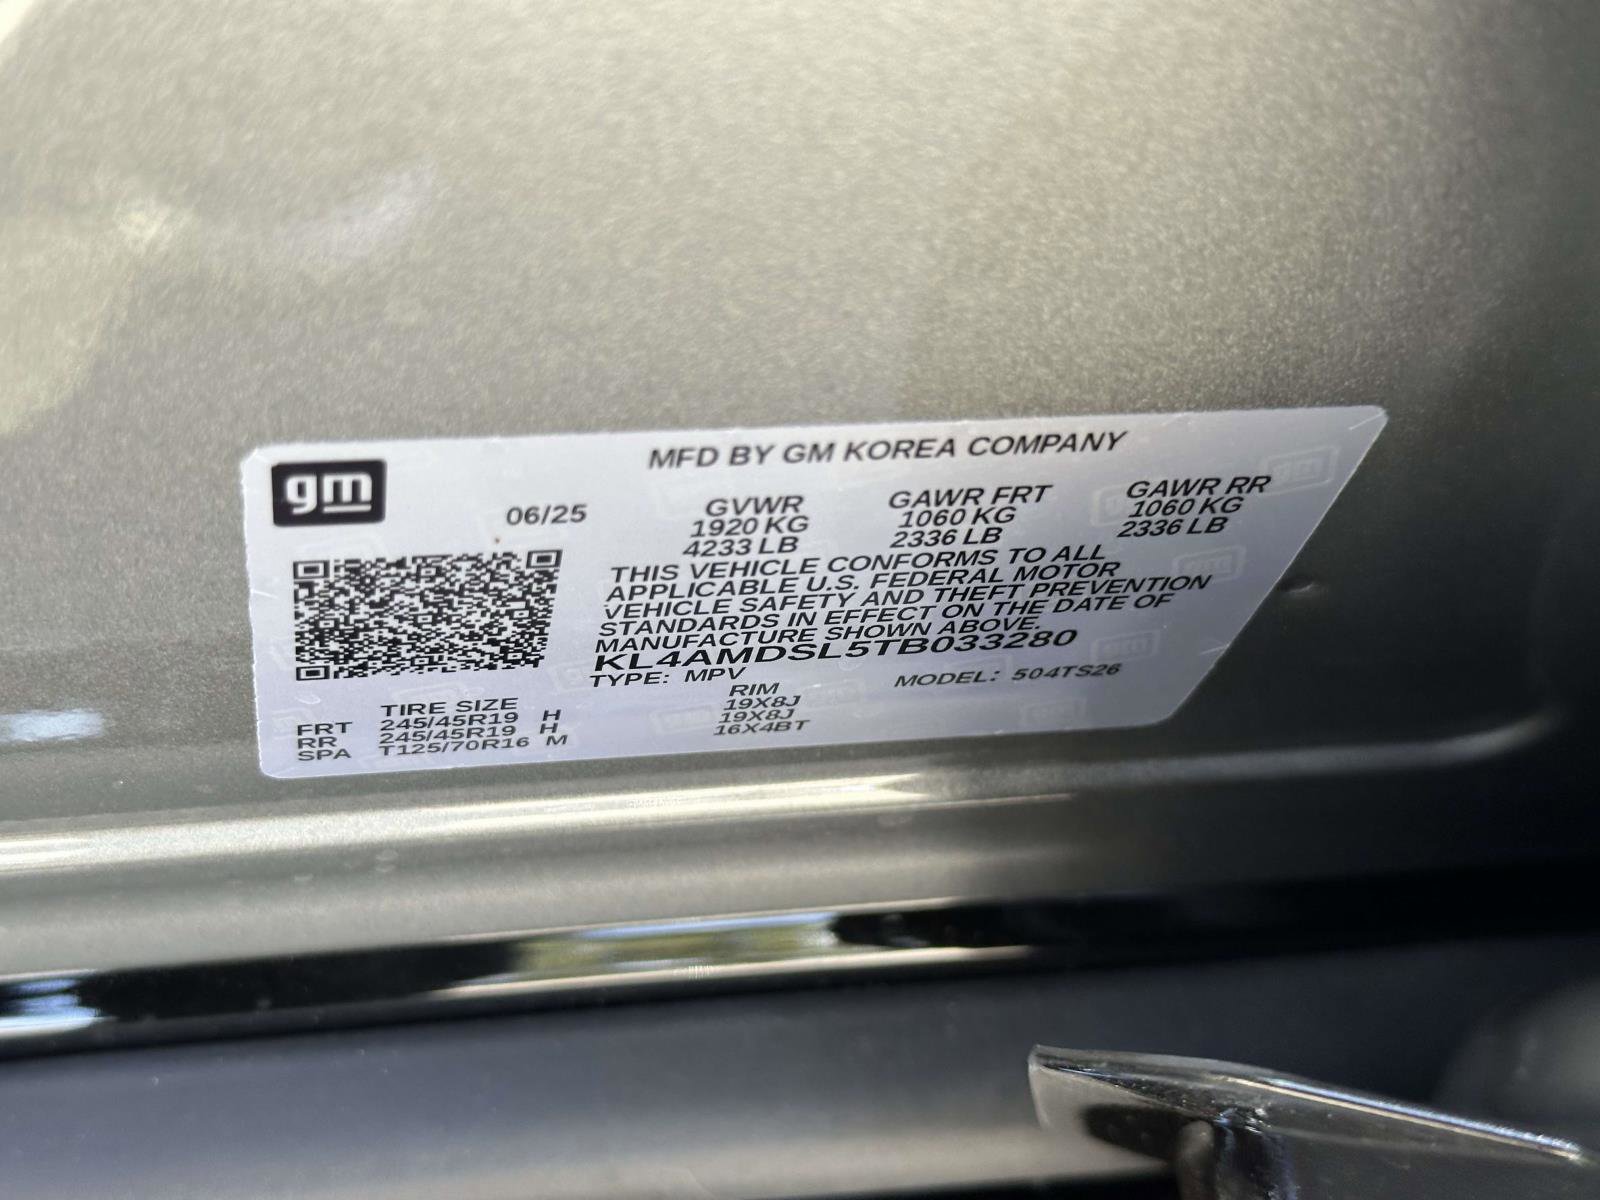 MFD BY GM KOREA COMPANY
gm
06/25
GVWR GAWR FRT GAWR RR
1920 KG 1060 KG 1060 KG
4233 LB 2336 LB 2336 LB
THIS VEHICLE CONFORMS TO ALL
APPLICABLE U.S. FEDERAL MOTOR
VEHICLE SAFETY AND THEFT PREVENTION
STANDARDS IN EFFECT ON THE DATE OF
MANUFACTURE SHOWN ABOVE.
KL4AMDSL5TB033280
TYPE: MPV MODEL: 504TS26
TIRE SIZE RIM
FRT 245/45R19 H 19X8J
RR 245/45R19 H 19X8J
SPA T125/70R16 M 16X4BT